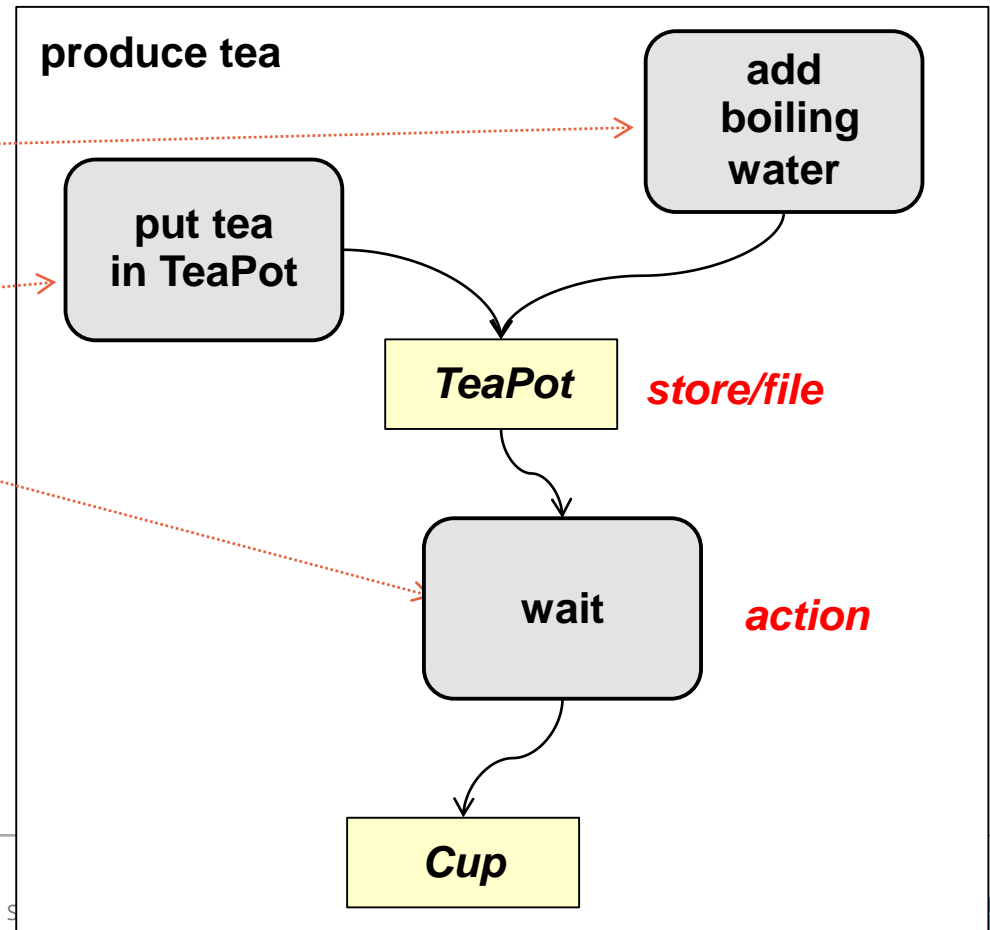 produce tea
add
boiling
water
put tea
in TeaPot
TeaPot
store/file
wait
action
Cup
s